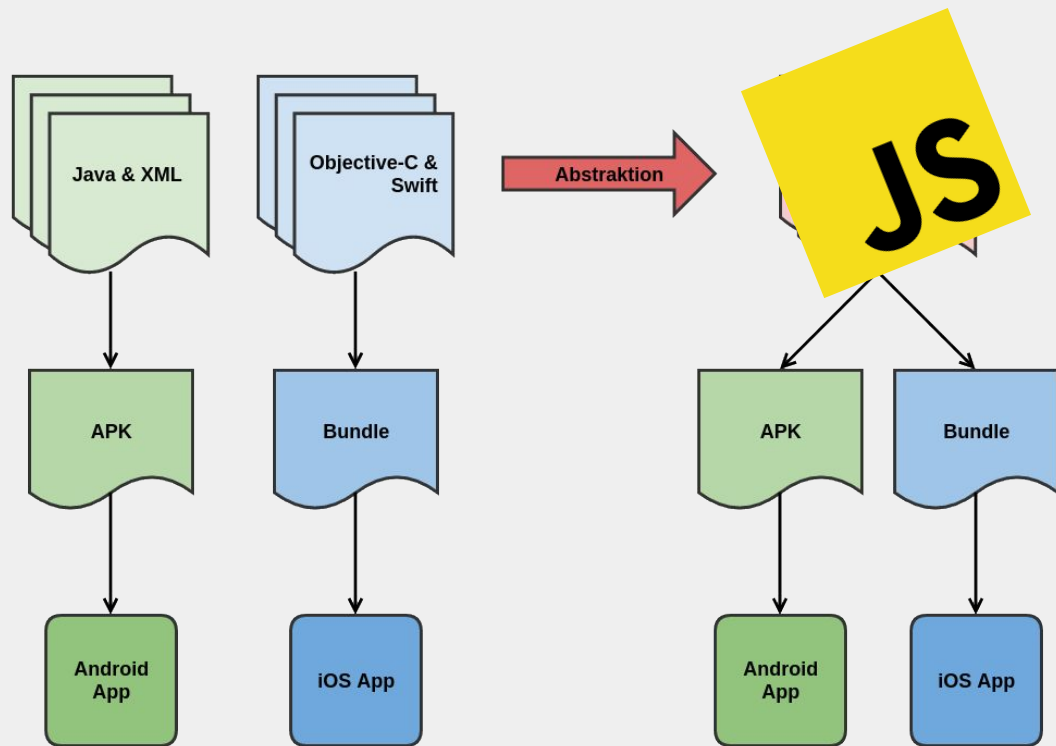 Java & XML
Objective-C &
Swift
Abstraktion
JS
APK
Bundle
APK
Bundle
Android
App
iOS App
Android
App
iOS App